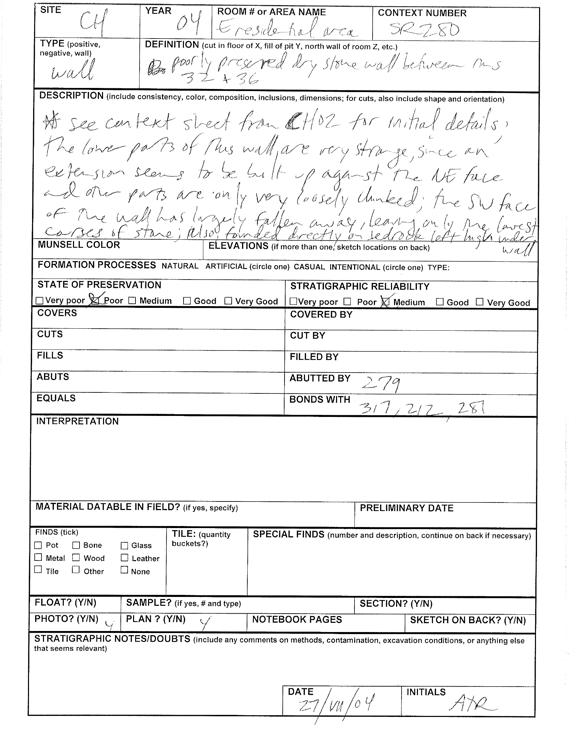 SITE CH
YEAR 04
ROOM # or AREA NAME E residential area
CONTEXT NUMBER SR280
TYPE (positive, negative, wall) wall
DEFINITION (cut in floor of X, fill of pit Y, north wall of room Z, etc.)
poorly preserved dry stone wall between rms
32 + 36
DESCRIPTION (include consistency, color, composition, inclusions, dimensions; for cuts, also include shape and orientation)
see context sheet from CH02 for initial details;
the lower parts of this wall are very strange, since an
extension seems to be built up against the NE face
and other parts are only very loosely chunked; the SW face
of the wall has largely fallen away, leaving only the lowest
courses of stone; Also, founded directly on bedrock left high under
wall
MUNSELL COLOR
ELEVATIONS (if more than one, sketch locations on back)
FORMATION PROCESSES NATURAL ARTIFICIAL (circle one) CASUAL INTENTIONAL (circle one) TYPE:
STATE OF PRESERVATION
STRATIGRAPHIC RELIABILITY
☐Very poor ☒Poor ☐Medium ☐Good ☐Very Good
☐Very poor ☐Poor ☒Medium ☐Good ☐Very Good
COVERS
COVERED BY
CUTS
CUT BY
FILLS
FILLED BY
ABUTS
ABUTTED BY 279
EQUALS
BONDS WITH 317, 212, 281
INTERPRETATION
MATERIAL DATABLE IN FIELD? (if yes, specify)
PRELIMINARY DATE
FINDS (tick)
☐ Pot ☐ Bone ☐ Glass
☐ Metal ☐ Wood ☐ Leather
☐ Tile ☐ Other ☐ None
TILE: (quantity buckets?)
SPECIAL FINDS (number and description, continue on back if necessary)
FLOAT? (Y/N)
SAMPLE? (if yes, # and type)
SECTION? (Y/N)
PHOTO? (Y/N) y
PLAN ? (Y/N) y
NOTEBOOK PAGES
SKETCH ON BACK? (Y/N)
STRATIGRAPHIC NOTES/DOUBTS (include any comments on methods, contamination, excavation conditions, or anything else
that seems relevant)
DATE 27/VII/04
INITIALS ATR